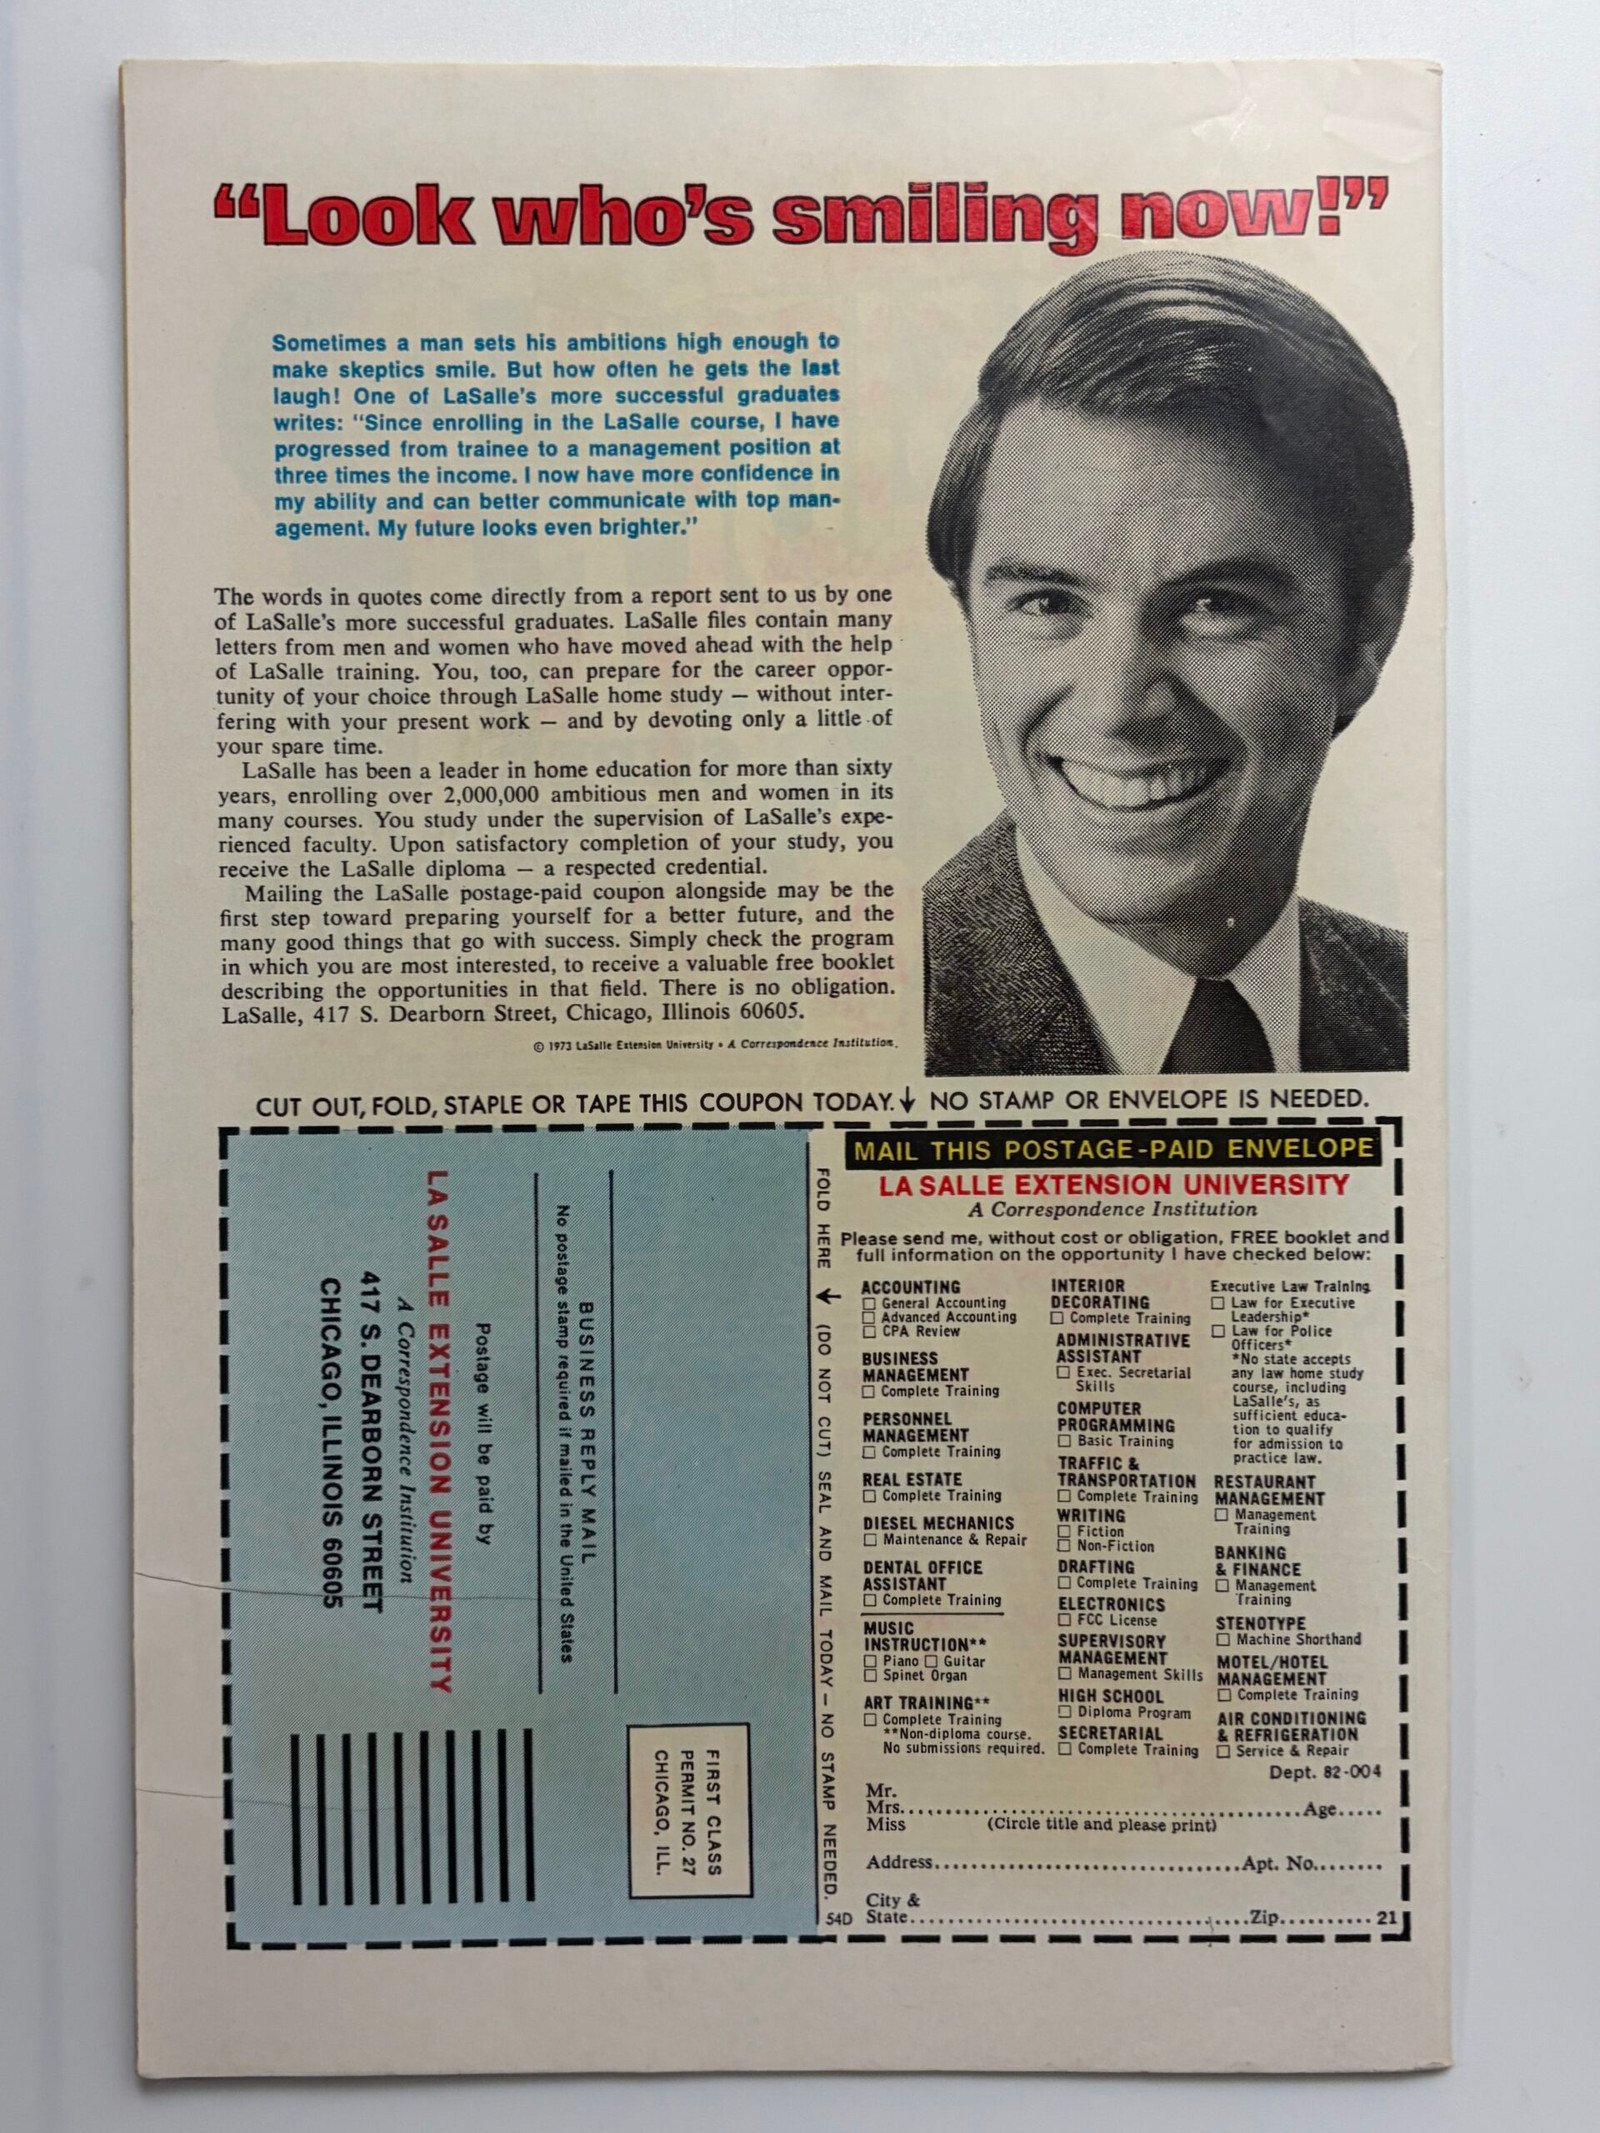 “Look who’s smiling now!”
Sometimes a man sets his ambitions high enough to
make skeptics smile. But how often he gets the last
laugh! One of LaSalle’s more successful graduates
writes: “Since enrolling in the LaSalle course, I have
progressed from trainee to a management position at
three times the income. I now have more confidence in
my ability and can better communicate with top man-
agement. My future looks even brighter.”
The words in quotes come directly from a report sent to us by one
of LaSalle’s more successful graduates. LaSalle files contain many
letters from men and women who have moved ahead with the help
of LaSalle training. You, too, can prepare for the career oppor-
tunity of your choice through LaSalle home study — without inter-
fering with your present work — and by devoting only a little of
your spare time.
LaSalle has been a leader in home education for more than sixty
years, enrolling over 2,000,000 ambitious men and women in its
many courses. You study under the supervision of LaSalle’s expe-
rienced faculty. Upon satisfactory completion of your study, you
receive the LaSalle diploma — a respected credential.
Mailing the LaSalle postage-paid coupon alongside may be the
first step toward preparing yourself for a better future, and the
many good things that go with success. Simply check the program
in which you are most interested, to receive a valuable free booklet
describing the opportunities in that field. There is no obligation.
LaSalle, 417 S. Dearborn Street, Chicago, Illinois 60605.
© 1973 LaSalle Extension University • A Correspondence Institution.
CUT OUT, FOLD, STAPLE OR TAPE THIS COUPON TODAY. ↓ NO STAMP OR ENVELOPE IS NEEDED.
FIRST CLASS
PERMIT NO. 27
CHICAGO, ILL.
BUSINESS REPLY MAIL
No postage stamp required if mailed in the United States
Postage will be paid by
LA SALLE EXTENSION UNIVERSITY
A Correspondence Institution
417 S. DEARBORN STREET
CHICAGO, ILLINOIS 60605
FOLD HERE ↓ (DO NOT CUT) SEAL AND MAIL TODAY — NO STAMP NEEDED.
MAIL THIS POSTAGE-PAID ENVELOPE
LA SALLE EXTENSION UNIVERSITY
A Correspondence Institution
Please send me, without cost or obligation, FREE booklet and
full information on the opportunity I have checked below:
ACCOUNTING
☐ General Accounting
☐ Advanced Accounting
☐ CPA Review
BUSINESS
MANAGEMENT
☐ Complete Training
PERSONNEL
MANAGEMENT
☐ Complete Training
REAL ESTATE
☐ Complete Training
DIESEL MECHANICS
☐ Maintenance & Repair
DENTAL OFFICE
ASSISTANT
☐ Complete Training
MUSIC
INSTRUCTION**
☐ Piano ☐ Guitar
☐ Spinet Organ
ART TRAINING**
☐ Complete Training
**Non-diploma course.
No submissions required.
INTERIOR
DECORATING
☐ Complete Training
ADMINISTRATIVE
ASSISTANT
☐ Exec. Secretarial
Skills
COMPUTER
PROGRAMMING
☐ Basic Training
TRAFFIC &
TRANSPORTATION
☐ Complete Training
WRITING
☐ Fiction
☐ Non-Fiction
DRAFTING
☐ Complete Training
ELECTRONICS
☐ FCC License
SUPERVISORY
MANAGEMENT
☐ Management Skills
HIGH SCHOOL
☐ Diploma Program
SECRETARIAL
☐ Complete Training
Executive Law Training
☐ Law for Executive
Leadership*
☐ Law for Police
Officers*
*No state accepts
any law home study
course, including
LaSalle's, as
sufficient educa-
tion to qualify
for admission to
practice law.
RESTAURANT
MANAGEMENT
☐ Management
Training
BANKING
& FINANCE
☐ Management
Training
STENOTYPE
☐ Machine Shorthand
MOTEL/HOTEL
MANAGEMENT
☐ Complete Training
AIR CONDITIONING
& REFRIGERATION
☐ Service & Repair
Dept. 82-004
Mr.
Mrs. Age
Miss (Circle title and please print)
Address Apt. No.
City &
54D State Zip 21